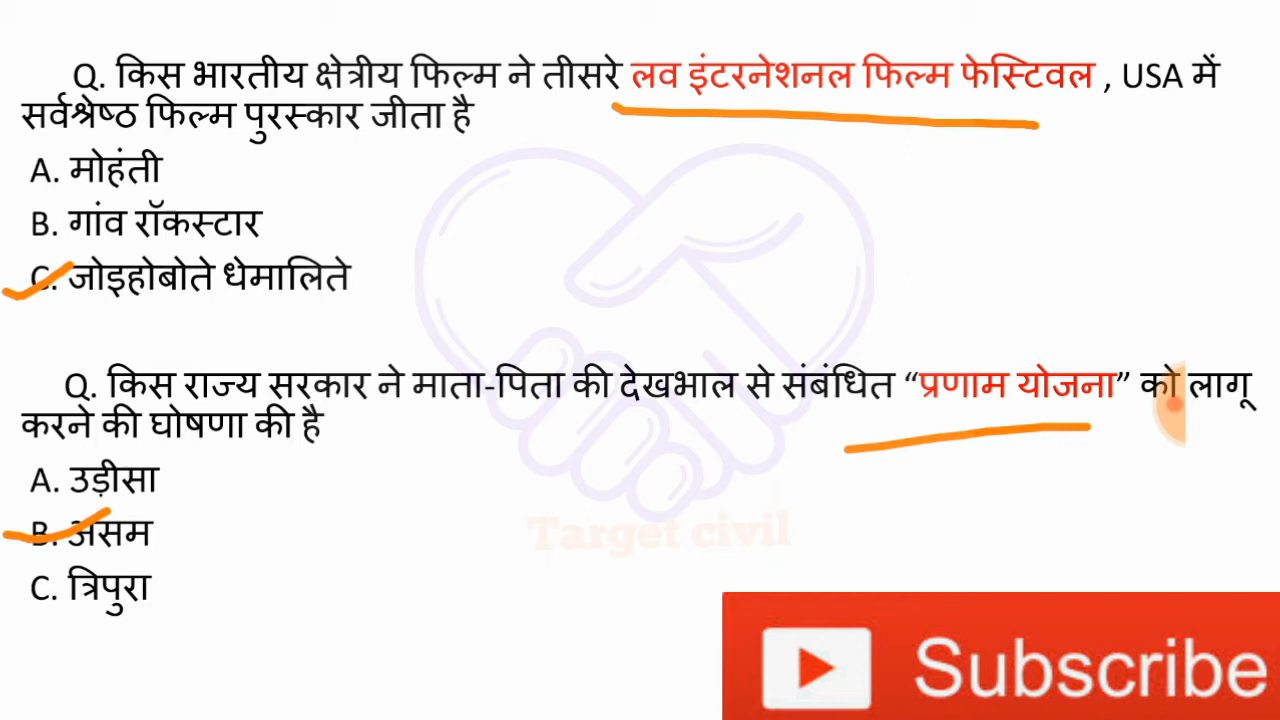 Q. किस भारतीय क्षेत्रीय फिल्म ने तीसरे लव इंटरनेशनल फिल्म फेस्टिवल , USA में
सर्वश्रेष्ठ फिल्म पुरस्कार जीता है
A. मोहंती
B. गांव रॉकस्टार
C. जोइहोबोते धेमालिते
Q. किस राज्य सरकार ने माता-पिता की देखभाल से संबंधित “प्रणाम योजना” को लागू
करने की घोषणा की है
A. उड़ीसा
B. असम
C. त्रिपुरा
Target civil
Subscribe